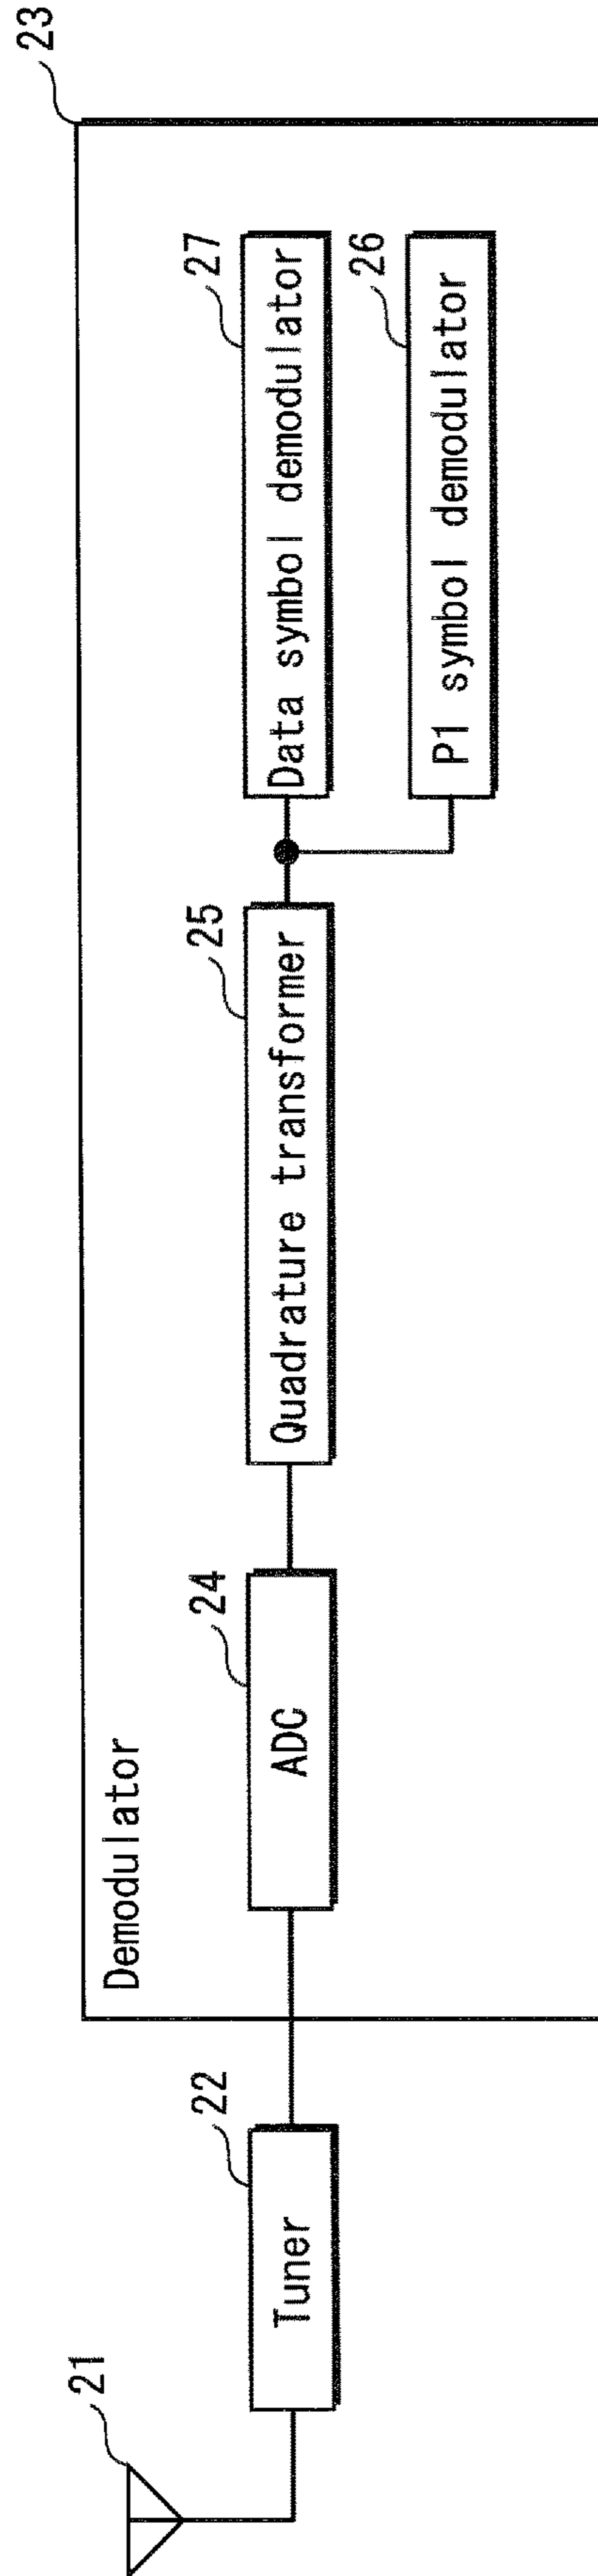 23
Demodulator
21
22
24
25
27
Tuner
ADC
Quadrature transformer
Data symbol demodulator
26
P1 symbol demodulator